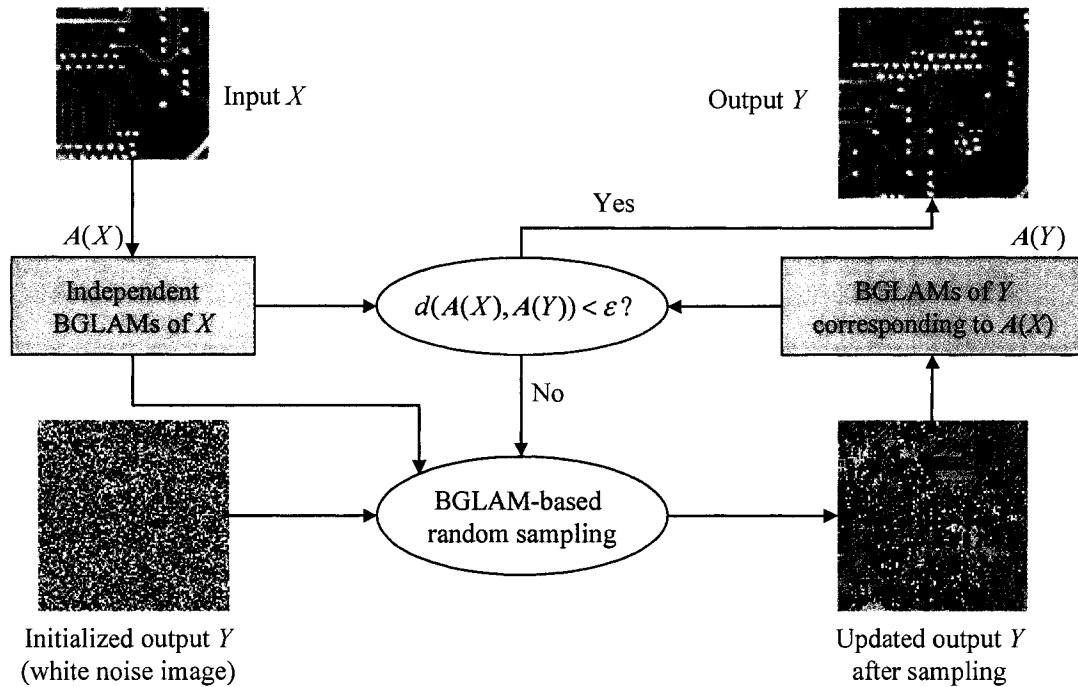 Input X
Output Y
Yes
A(X)
A(Y)
Independent
BGLAMs of X
d(A(X), A(Y)) < ε?
BGLAMs of Y
corresponding to A(X)
No
BGLAM-based
random sampling
Initialized output Y
(white noise image)
Updated output Y
after sampling